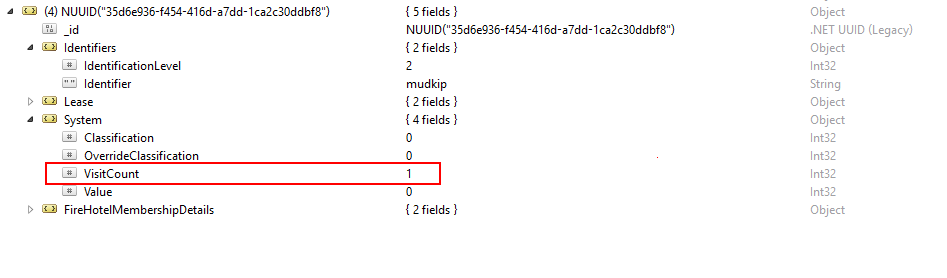 (4) NUUID("35d6e936-f454-416d-a7dd-1ca2c30ddbf8") { 5 fields } Object
_id NUUID("35d6e936-f454-416d-a7dd-1ca2c30ddbf8") .NET UUID (Legacy)
Identifiers { 2 fields } Object
# IdentificationLevel 2 Int32
"" Identifier mudkip String
Lease { 2 fields } Object
System { 4 fields } Object
# Classification 0 Int32
# OverrideClassification 0 Int32
# VisitCount 1 Int32
# Value 0 Int32
FireHotelMembershipDetails { 2 fields } Object